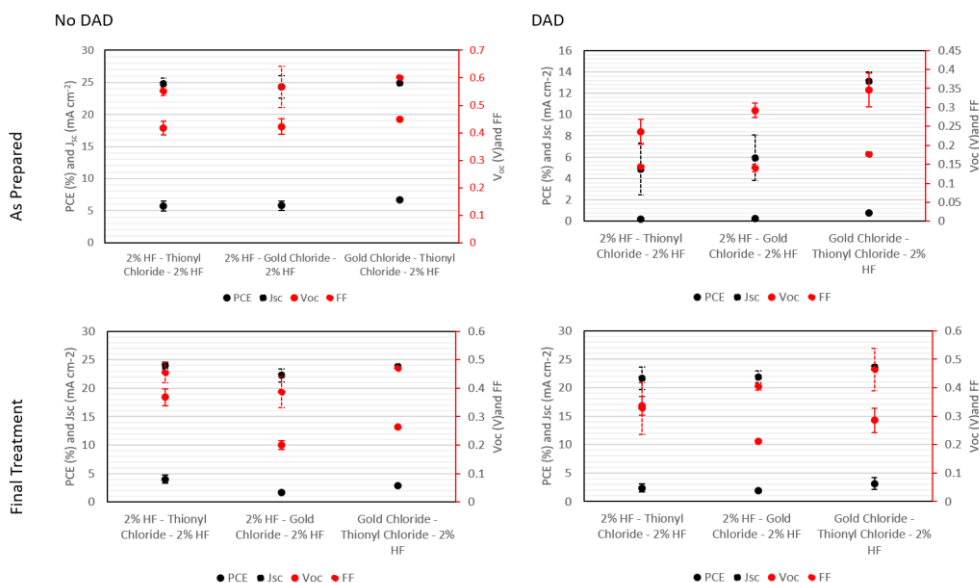 No DAD
DAD
As Prepared
PCE (%) and Jsc (mA cm-2)
30
25
20
15
10
5
0
0.7
0.6
0.5
0.4
0.3
0.2
0.1
0
Voc (V)and FF
2% HF - Thionyl
Chloride - 2% HF
2% HF - Gold Chloride -
2% HF
Gold Chloride - Thionyl
Chloride - 2% HF
PCE Jsc Voc FF
PCE (%) and Jsc (mA cm-2)
16
14
12
10
8
6
4
2
0
0.45
0.4
0.35
0.3
0.25
0.2
0.15
0.1
0.05
0
Voc (V)and FF
2% HF - Thionyl
Chloride - 2% HF
2% HF - Gold
Chloride - 2% HF
Gold Chloride -
Thionyl Chloride - 2%
HF
PCE Jsc Voc FF
Final Treatment
PCE (%) and Jsc (mA cm-2)
30
25
20
15
10
5
0
0.6
0.5
0.4
0.3
0.2
0.1
0
Voc (V)and FF
2% HF - Thionyl
Chloride - 2% HF
2% HF - Gold
Chloride - 2% HF
Gold Chloride -
Thionyl Chloride - 2%
HF
PCE Jsc Voc FF
PCE (%) and Jsc (mA cm-2)
30
25
20
15
10
5
0
0.6
0.5
0.4
0.3
0.2
0.1
0
Voc (V)and FF
2% HF - Thionyl
Chloride - 2% HF
2% HF - Gold
Chloride - 2% HF
Gold Chloride -
Thionyl Chloride - 2%
HF
PCE Jsc Voc FF